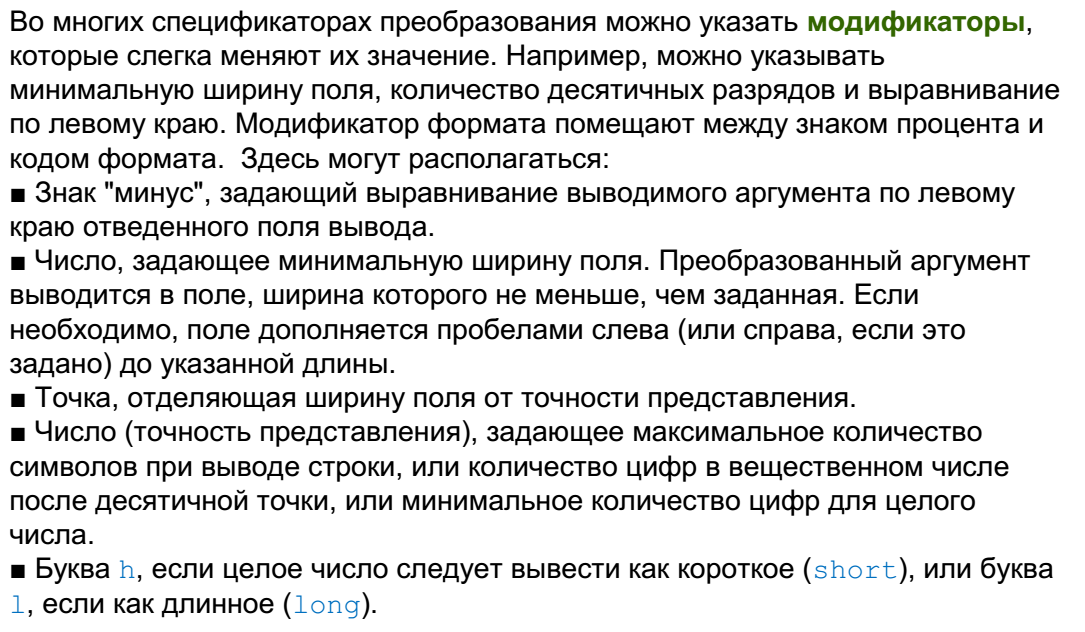 Во многих спецификаторах преобразования можно указать модификаторы,
которые слегка меняют их значение. Например, можно указывать
минимальную ширину поля, количество десятичных разрядов и выравнивание
по левому краю. Модификатор формата помещают между знаком процента и
кодом формата.  Здесь могут располагаться:
■ Знак "минус", задающий выравнивание выводимого аргумента по левому
краю отведенного поля вывода.
■ Число, задающее минимальную ширину поля. Преобразованный аргумент
выводится в поле, ширина которого не меньше, чем заданная. Если
необходимо, поле дополняется пробелами слева (или справа, если это
задано) до указанной длины.
■ Точка, отделяющая ширину поля от точности представления.
■ Число (точность представления), задающее максимальное количество
символов при выводе строки, или количество цифр в вещественном числе
после десятичной точки, или минимальное количество цифр для целого
числа.
■ Буква h, если целое число следует вывести как короткое (short), или буква
l, если как длинное (long).